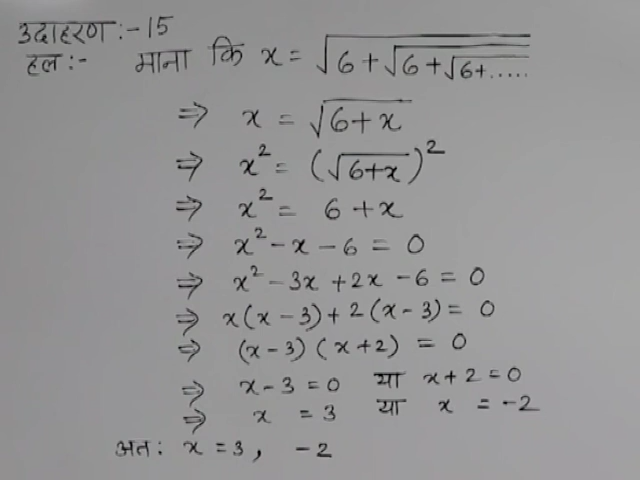 उदाहरण:-15
हल:- माना कि x = √(6+√(6+√(6+.....
⇒ x = √(6+x)
⇒ x² = (√(6+x))²
⇒ x² = 6+x
⇒ x²-x-6 = 0
⇒ x²-3x+2x-6 = 0
⇒ x(x-3)+2(x-3) = 0
⇒ (x-3)(x+2) = 0
⇒ x-3=0 या x+2=0
⇒ x = 3 या x = -2
अत: x=3, -2